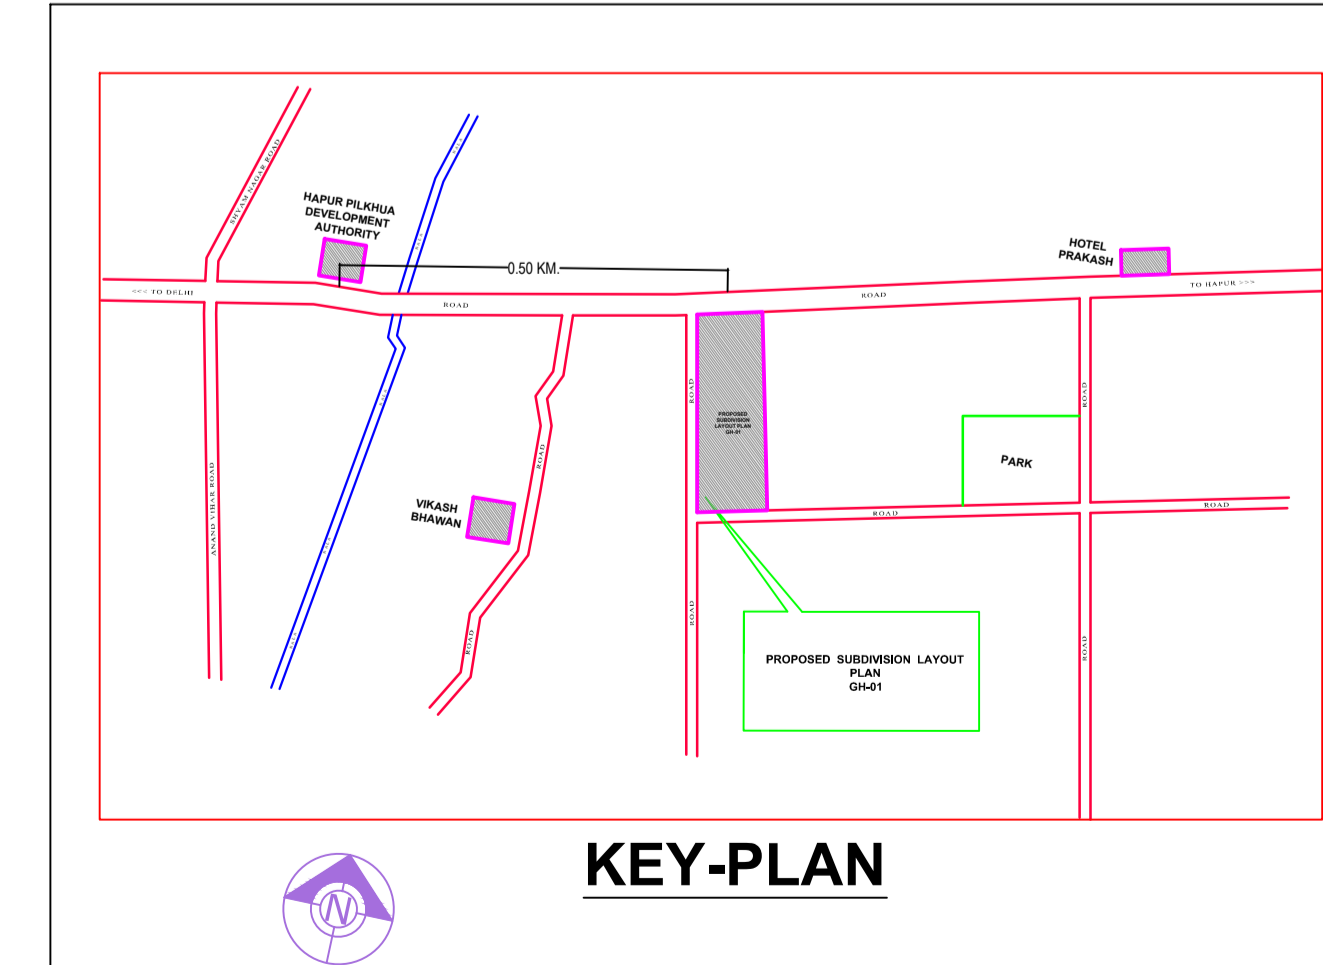 SHYAM NAGAR ROAD
HAPUR PILKHUA
DEVELOPMENT
AUTHORITY
0.50 KM.
HOTEL
PRAKASH
<<< TO DELHI
ROAD
ROAD
TO HAPUR >>>
ROAD
PROPOSED
SUBDIVISION
LAYOUT PLAN
GH-01
ROAD
PARK
ROAD
VIKASH
BHAWAN
ANAND VIHAR ROAD
ROAD
ROAD
ROAD
ROAD
ROAD
ROAD
PROPOSED SUBDIVISION LAYOUT
PLAN
GH-01
KEY-PLAN
N